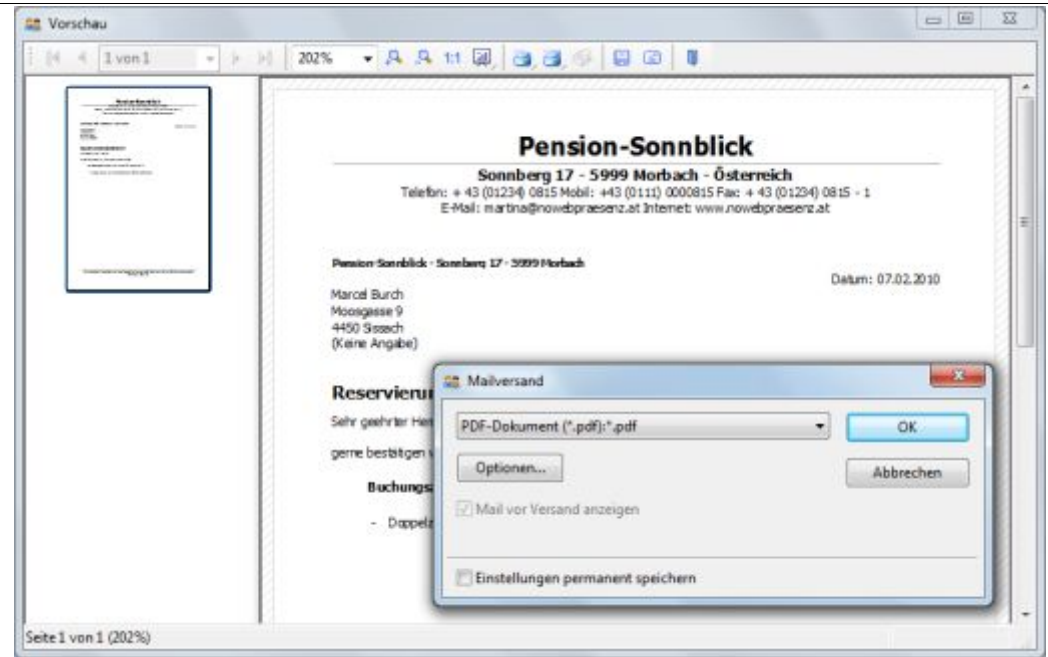 Vorschau
1 von 1
202%
1:1
Pension-Sonnblick
Sonnberg 17 - 5999 Morbach - Österreich
Telefon: + 43 (01234) 0815 Mobil: +43 (0111) 0000815 Fax: + 43 (01234) 0815 - 1
E-Mail: martina@nowebpraesenz.at Internet: www.nowebpraesenz.at
Pension-Sonnblick - Sonnberg 17 - 5999 Morbach
Datum: 07.02.2010
Marcel Burch
Moosgasse 9
4450 Sissach
(Keine Angabe)
Mailversand
Reservieru
PDF-Dokument (*.pdf):*.pdf
OK
Sehr geehrter Her
gerne bestätigen v
Optionen...
Abbrechen
Buchungs
Mail vor Versand anzeigen
- Doppelz
Einstellungen permanent speichern
Seite 1 von 1 (202%)